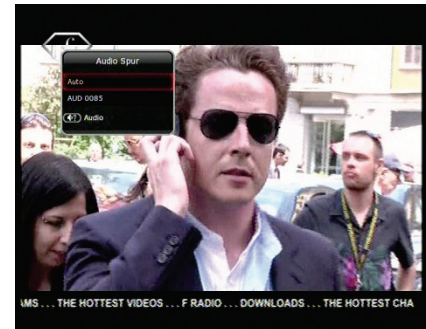 Audio Spur
Auto
AUD 0085
Audio
AMS . . . THE HOTTEST VIDEOS . . . F RADIO . . . DOWNLOADS . . . THE HOTTEST CHA